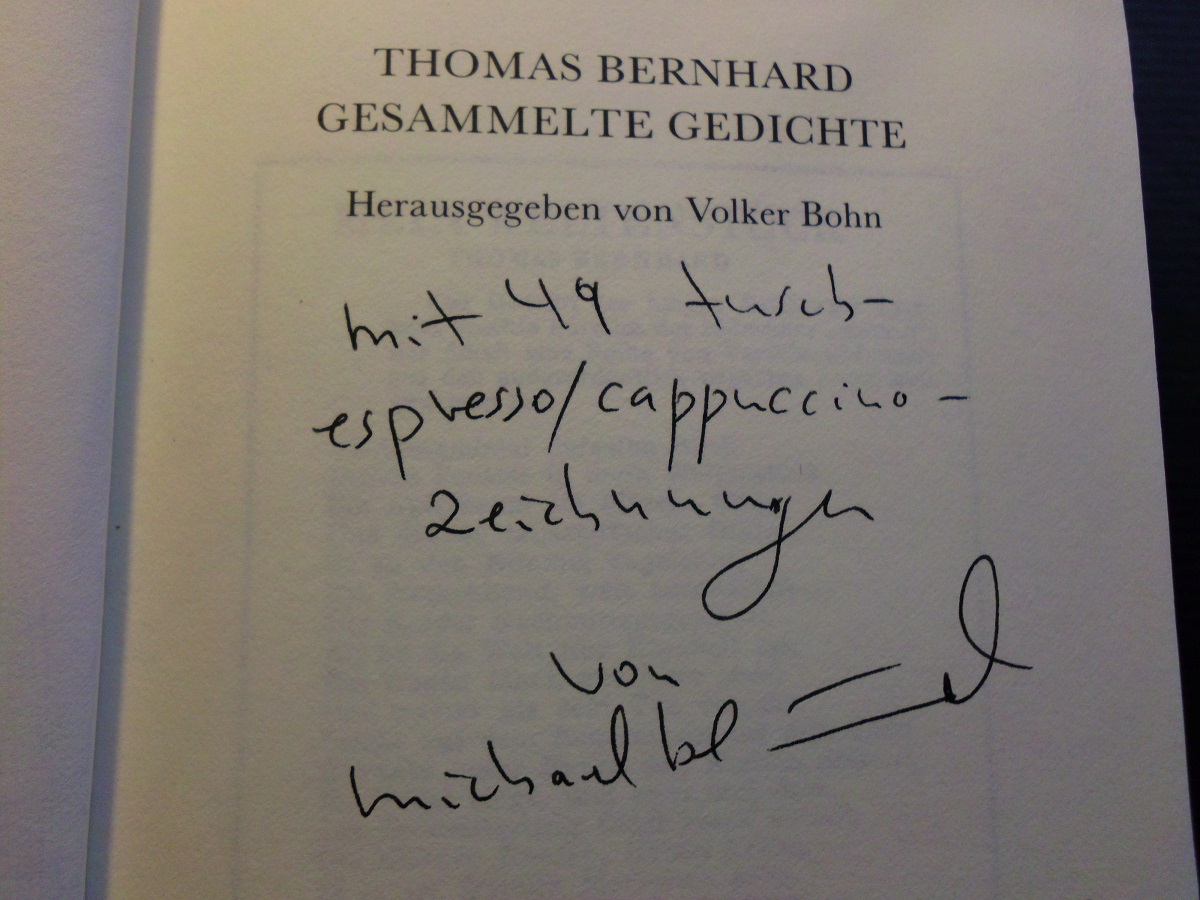 THOMAS BERNHARD
GESAMMELTE GEDICHTE
Herausgegeben von Volker Bohn
mit 49 tusch-
espresso/cappuccino-
zeichnungen
von
michael